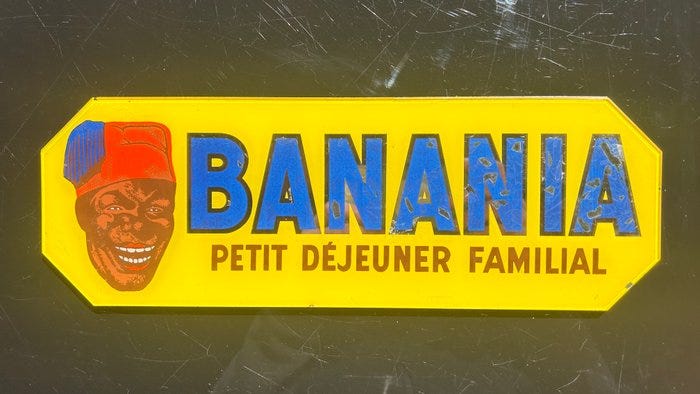 BANANIA
PETIT DÉJEUNER FAMILIAL